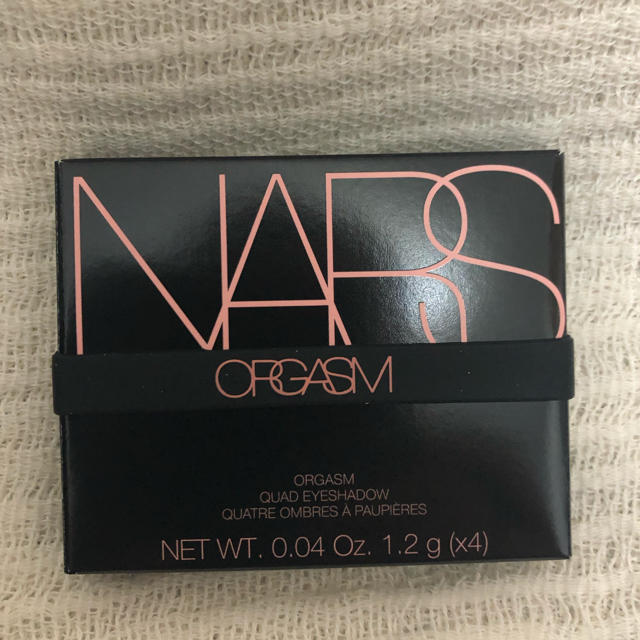 NARS
ORGASM
ORGASM
QUAD EYESHADOW
QUATRE OMBRES À PAUPIÈRES
NET WT. 0.04 Oz. 1.2 g (x4)